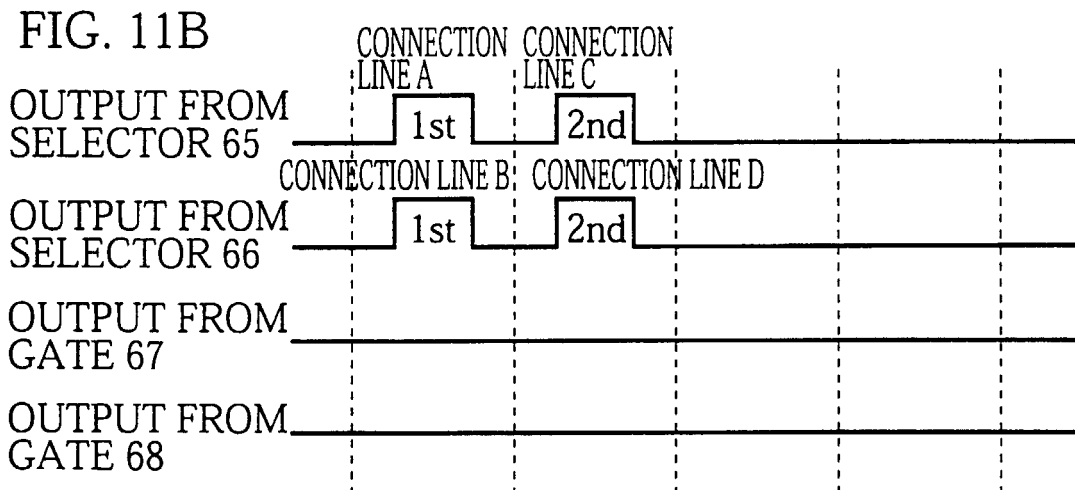 FIG. 11B
CONNECTION LINE A
CONNECTION LINE C
OUTPUT FROM
SELECTOR 65
1st
2nd
CONNECTION LINE B
CONNECTION LINE D
OUTPUT FROM
SELECTOR 66
1st
2nd
OUTPUT FROM
GATE 67
OUTPUT FROM
GATE 68